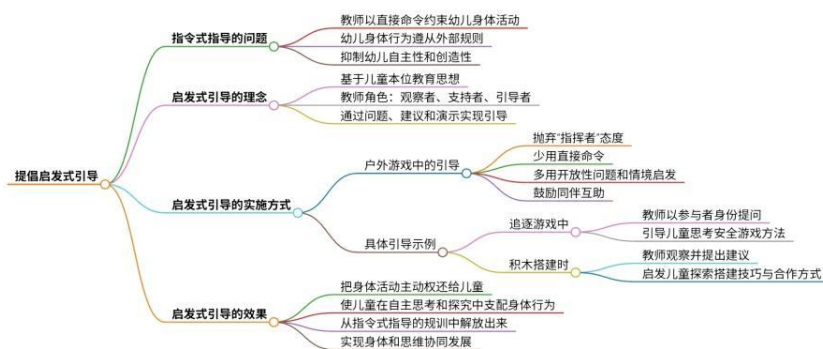 提倡启发式引导
指令式指导的问题
教师以直接命令约束幼儿身体活动
幼儿身体行为遵从外部规则
抑制幼儿自主性和创造性
启发式引导的理念
基于儿童本位教育思想
教师角色：观察者、支持者、引导者
通过问题、建议和演示实现引导
启发式引导的实施方式
户外游戏中的引导
抛弃“指挥者”态度
少用直接命令
多用开放性问题和情境启发
鼓励同伴互助
具体引导示例
追逐游戏中
教师以参与者身份提问
引导儿童思考安全游戏方法
积木搭建时
教师观察并提出建议
启发儿童探索搭建技巧与合作方式
启发式引导的效果
把身体活动主动权还给儿童
使儿童在自主思考和探究中支配身体行为
从指令式指导的规训中解放出来
实现身体和思维协同发展